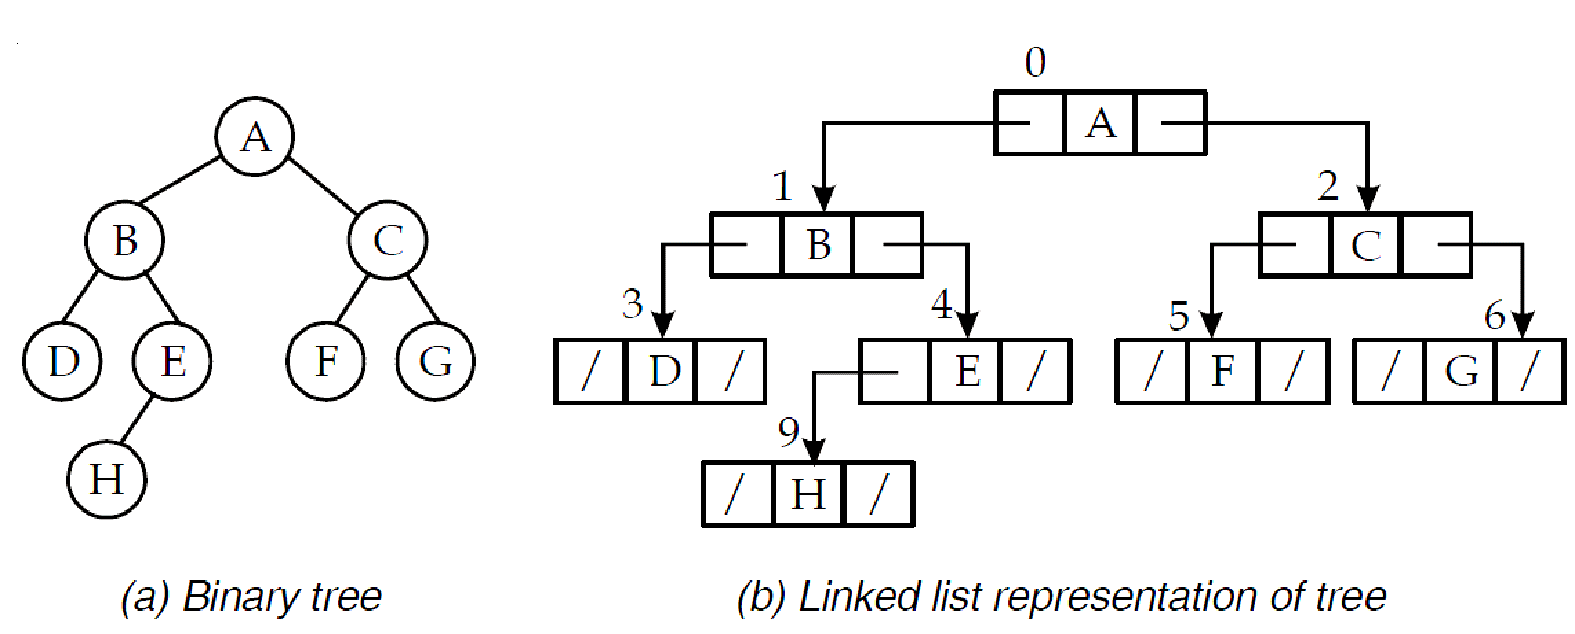 0
A
A
1
2
B
C
B
C
3
4
5
6
D
E
F
G
/ D /
E /
/ F /
/ G /
9
H
/ H /
(a) Binary tree
(b) Linked list representation of tree